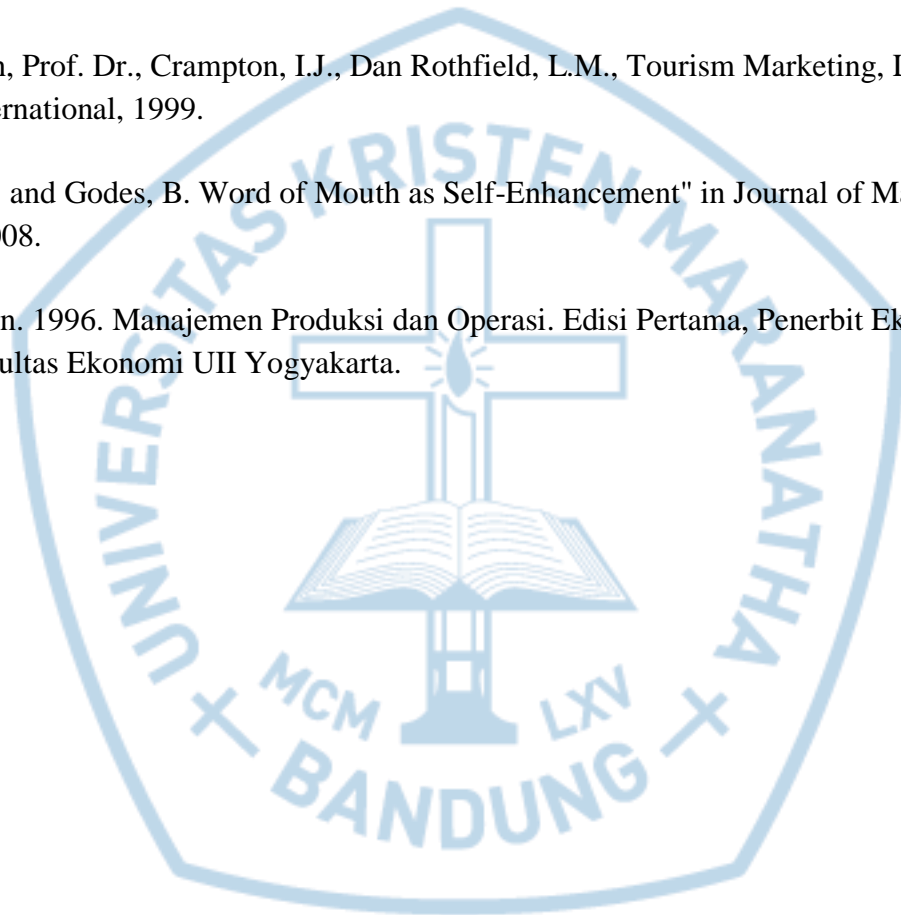 n, Prof. Dr., Crampton, I.J., Dan Rothfield, L.M., Tourism Marketing,
ernational, 1999.
and Godes, B. Word of Mouth as Self-Enhancement" in Journal of Ma
008.
n. 1996. Manajemen Produksi dan Operasi. Edisi Pertama, Penerbit Ek
ultas Ekonomi UII Yogyakarta.
UNIVERSITAS KRISTEN MARANATHA
MCM LXV
BANDUNG